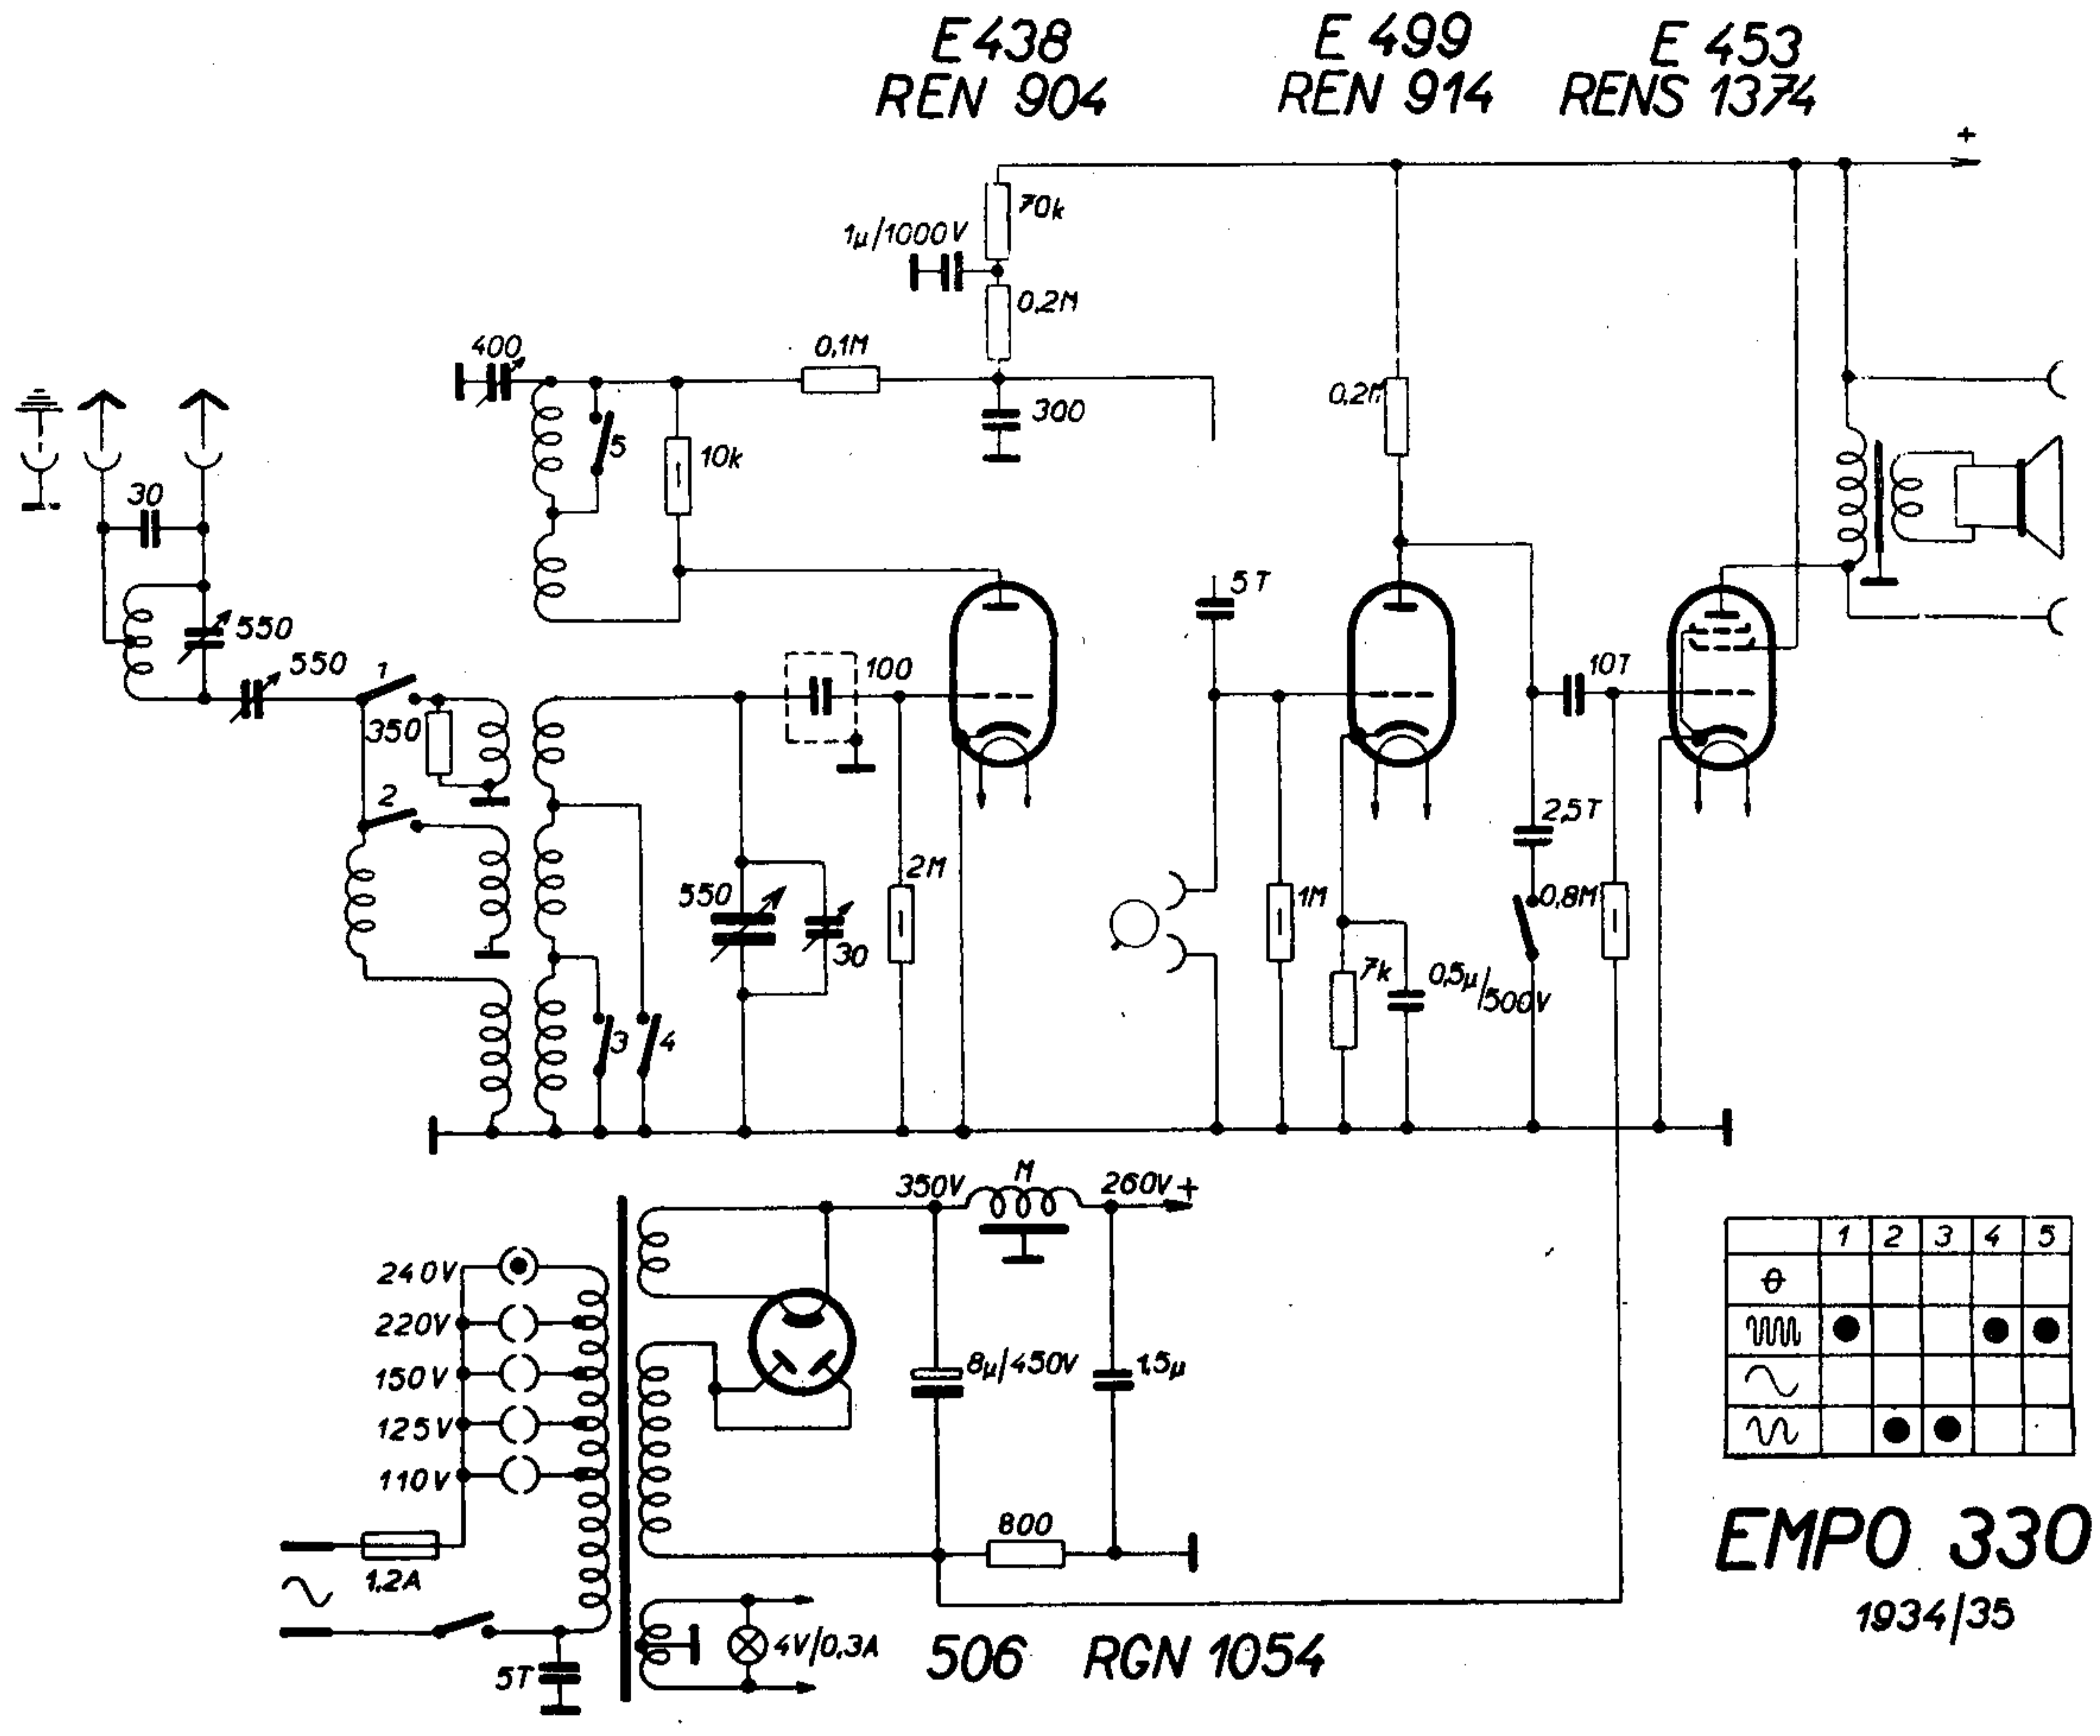 E 438
REN 904
E 499
REN 914
E 453
RENS 1374
+
70k
1µ/1000V
0,2M
400
0,1M
300
5
10k
0,2M
30
550
550
1
350
2
100
5T
10T
2M
550
30
1M
2,5T
0,8M
7k
0,5µ/500V
3
4
350V
M
260V +
240V
220V
150V
125V
110V
8µ/450V
1,5µ
800
1,2A
5T
4V/0,3A
506 RGN 1054
1 2 3 4 5
EMPO 330
1934/35